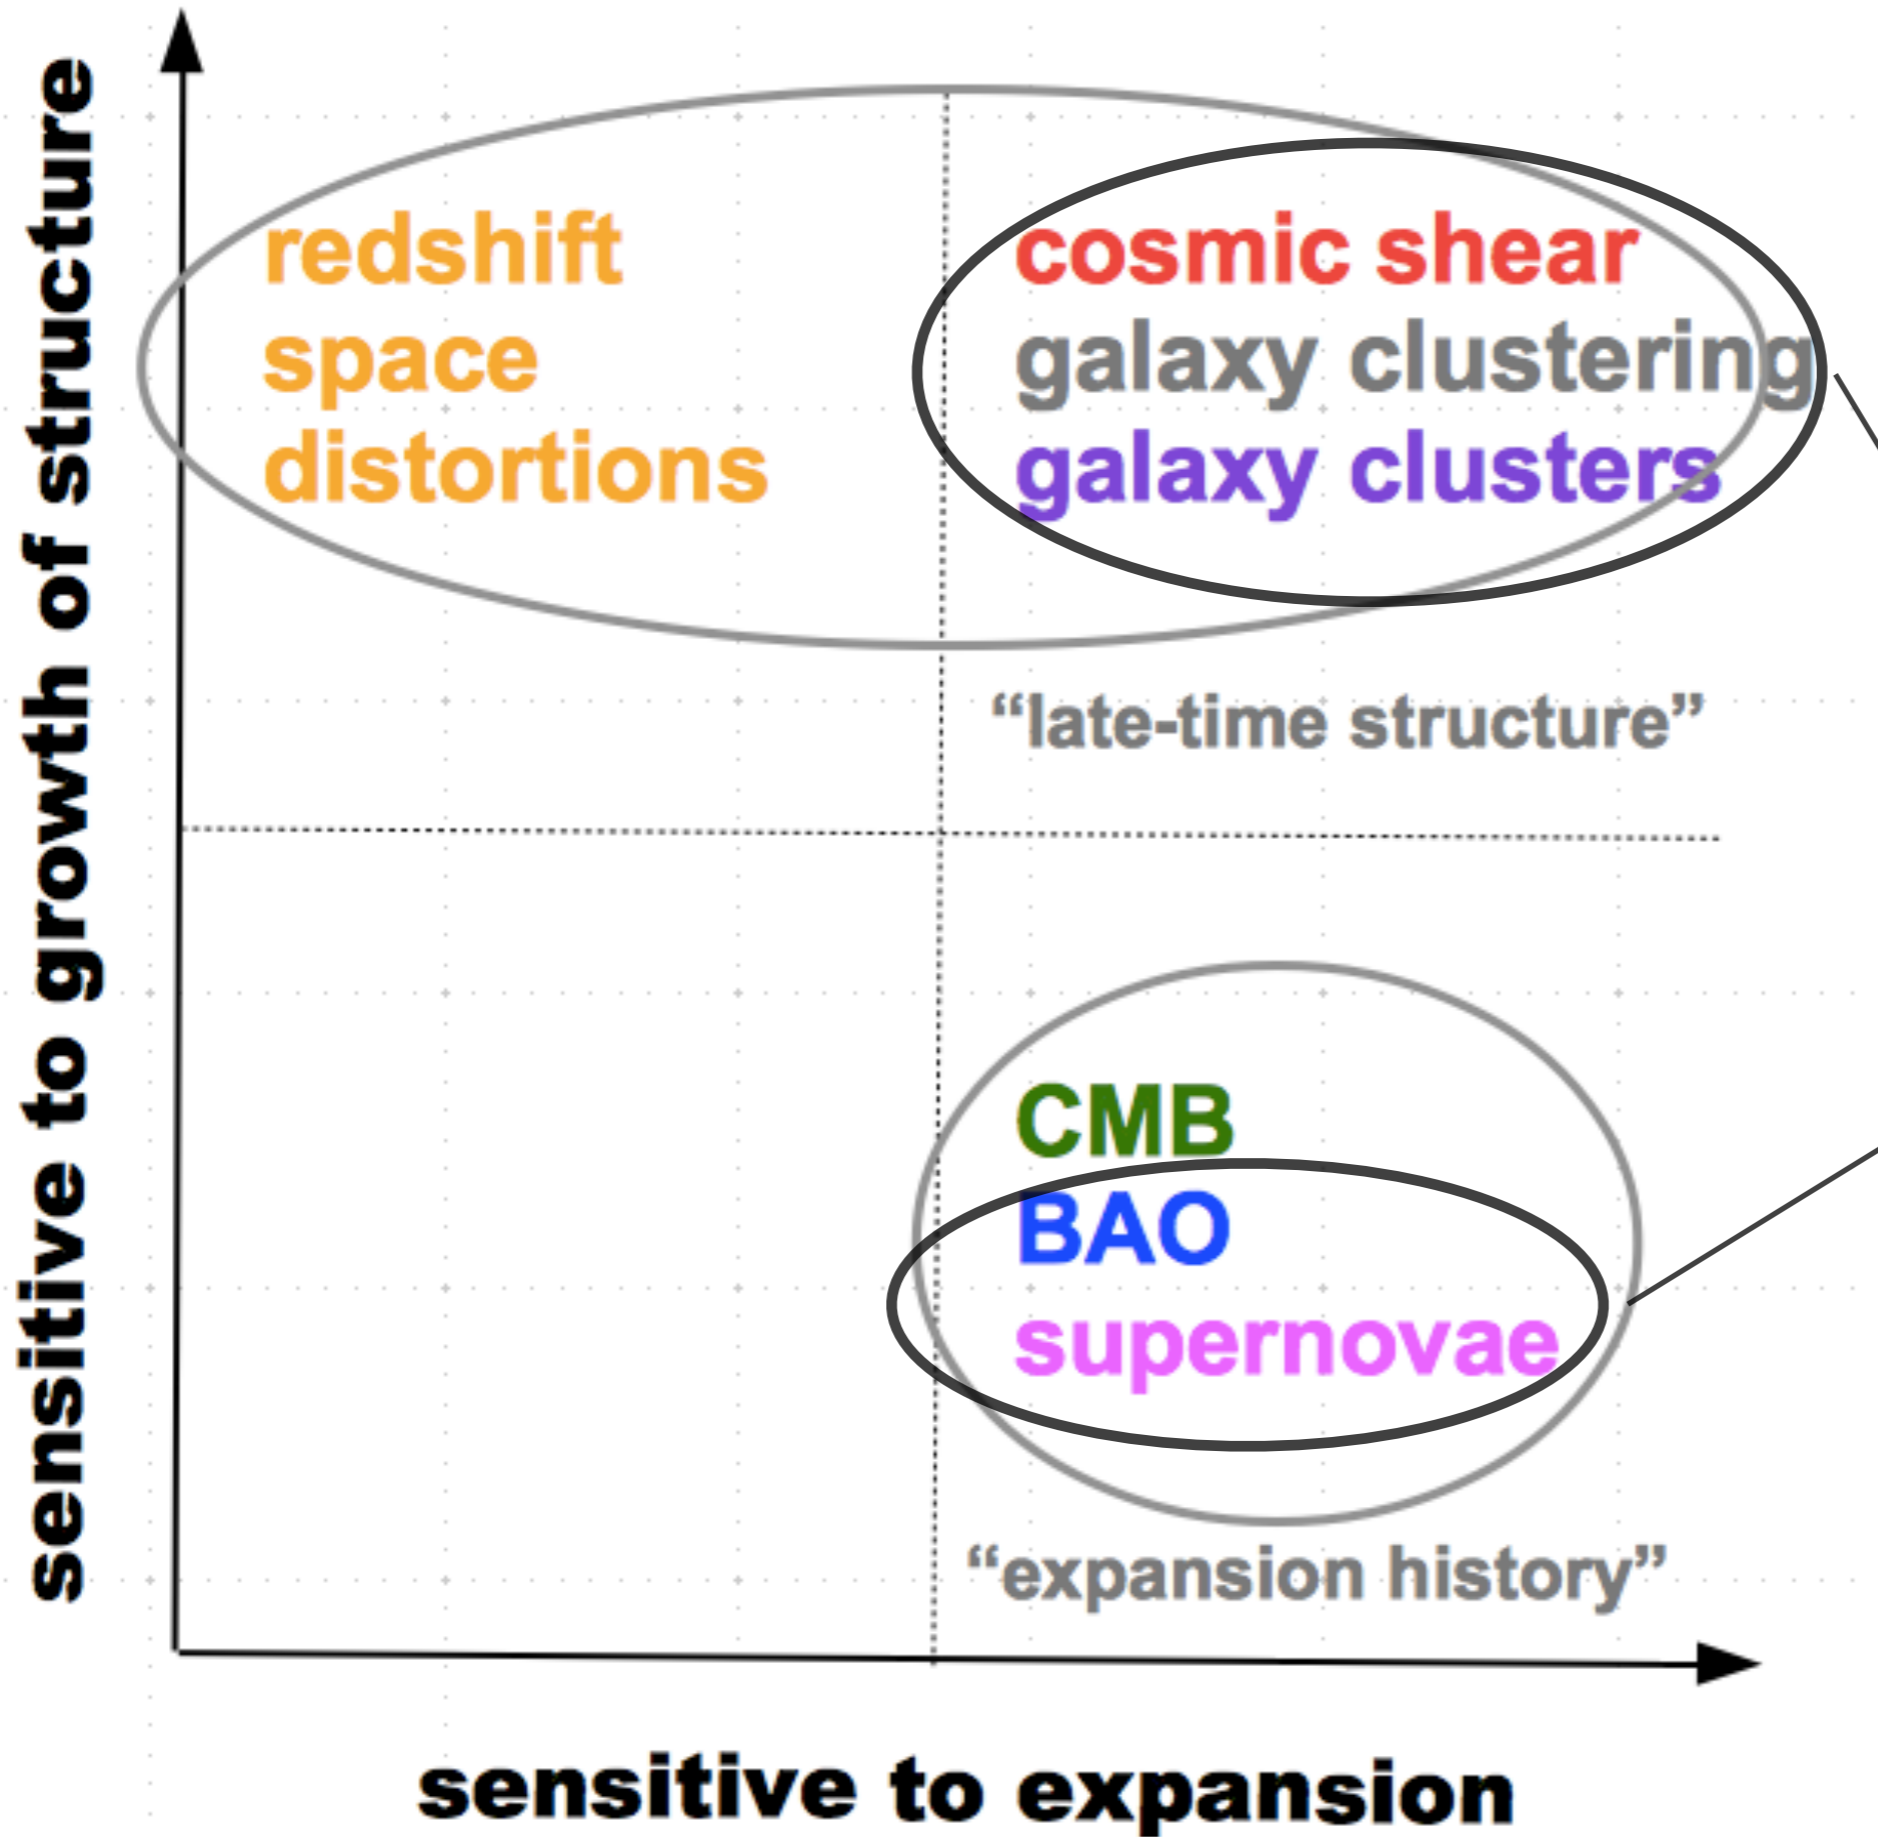 sensitive to growth of structure
redshift
space
distortions
cosmic shear
galaxy clustering
galaxy clusters
“late-time structure”
CMB
BAO
supernovae
“expansion history”
sensitive to expansion